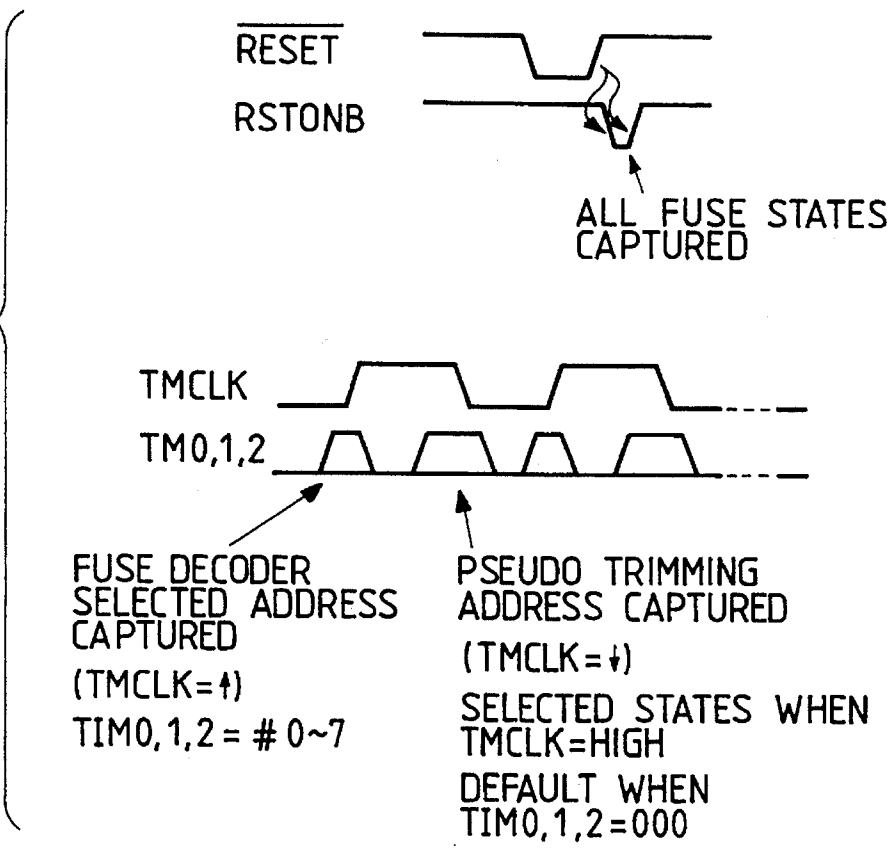 RESET
RSTONB
ALL FUSE STATES
CAPTURED
TMCLK
TM0,1,2
FUSE DECODER
SELECTED ADDRESS
CAPTURED
(TMCLK=↑)
TIM0,1,2 = # 0~7
PSEUDO TRIMMING
ADDRESS CAPTURED
(TMCLK=↓)
SELECTED STATES WHEN
TMCLK=HIGH
DEFAULT WHEN
TIM0,1,2=000